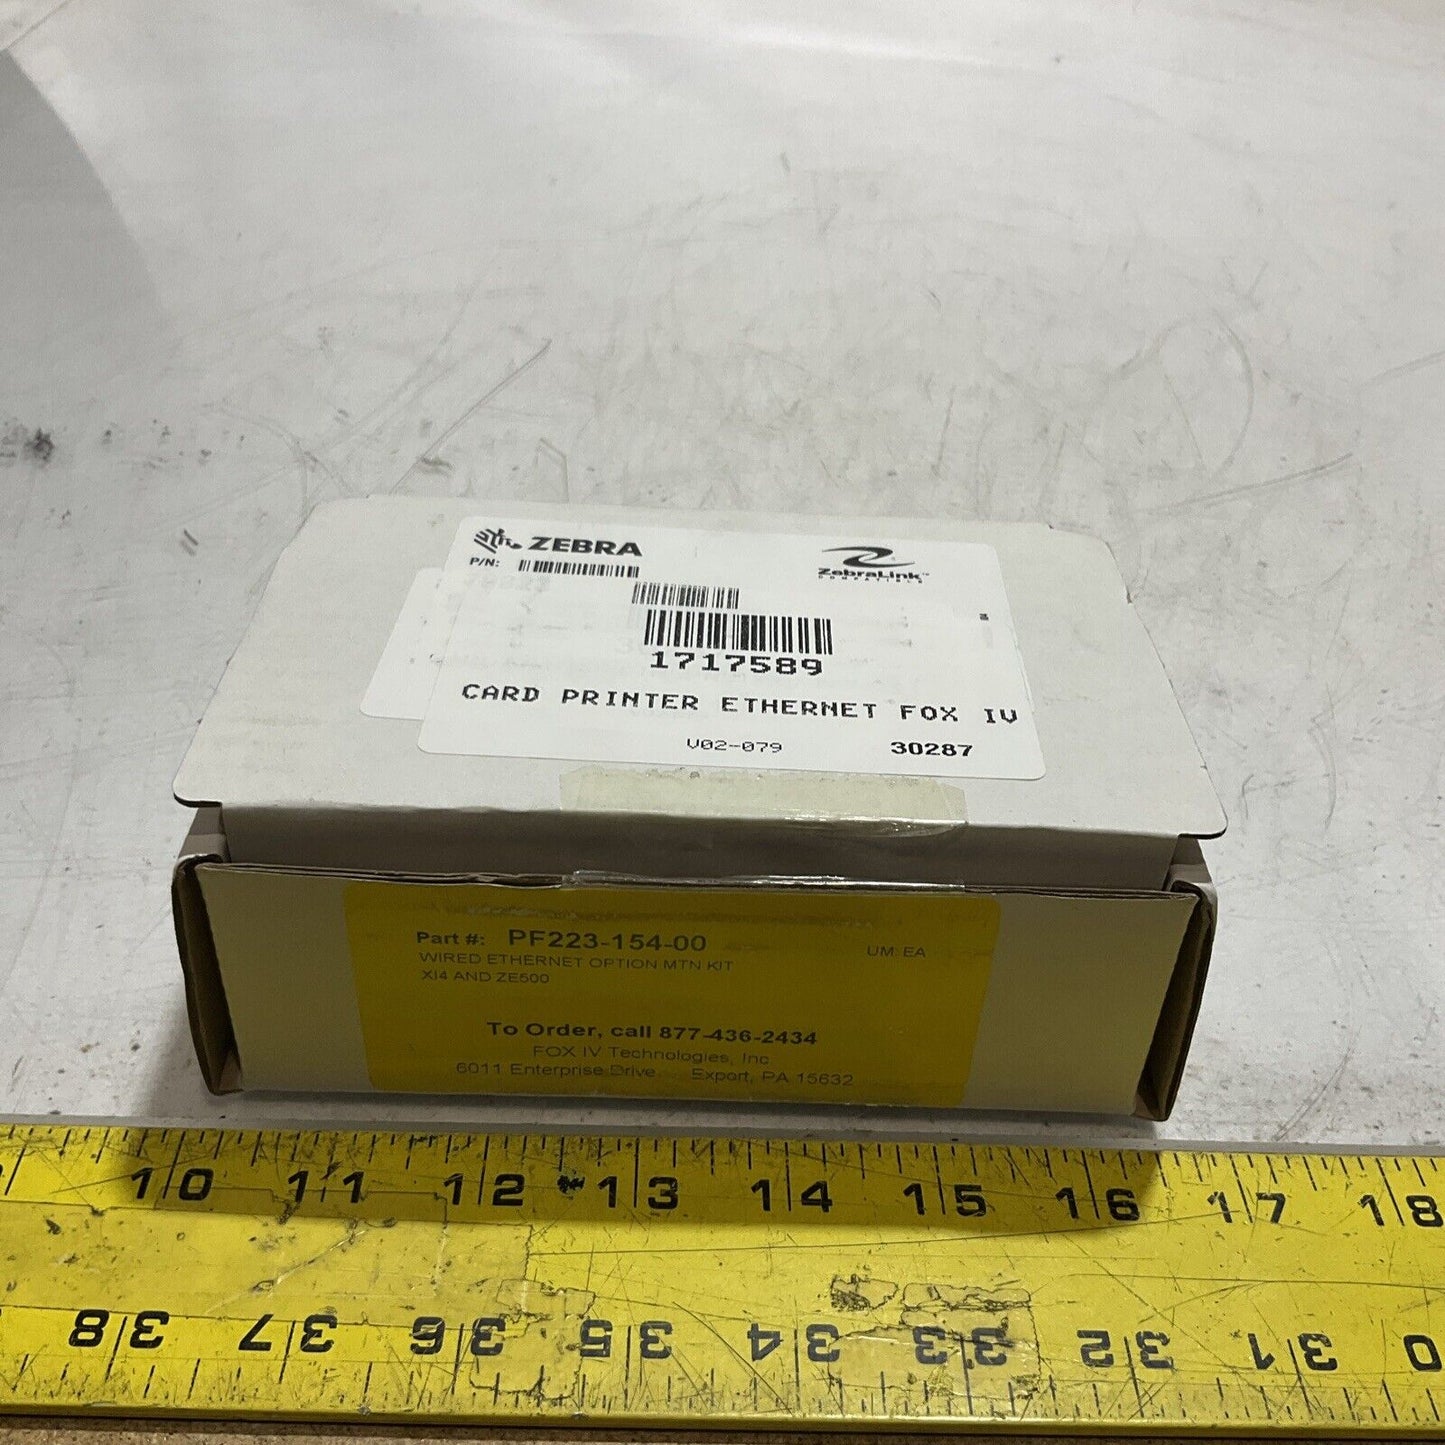 ZEBRA
ZebraLink™
COMPATIBLE
P/N:
1717589
CARD PRINTER ETHERNET FOX IV
V02-079 30287
Part #: PF223-154-00 UM: EA
WIRED ETHERNET OPTION MTN KIT
XI4 AND ZE500
To Order, call 877-436-2434
FOX IV Technologies, Inc
6011 Enterprise Drive Export, PA 15632
10 11 12 13 14 15 16 17 18
38 37 36 35 34 33 32 31